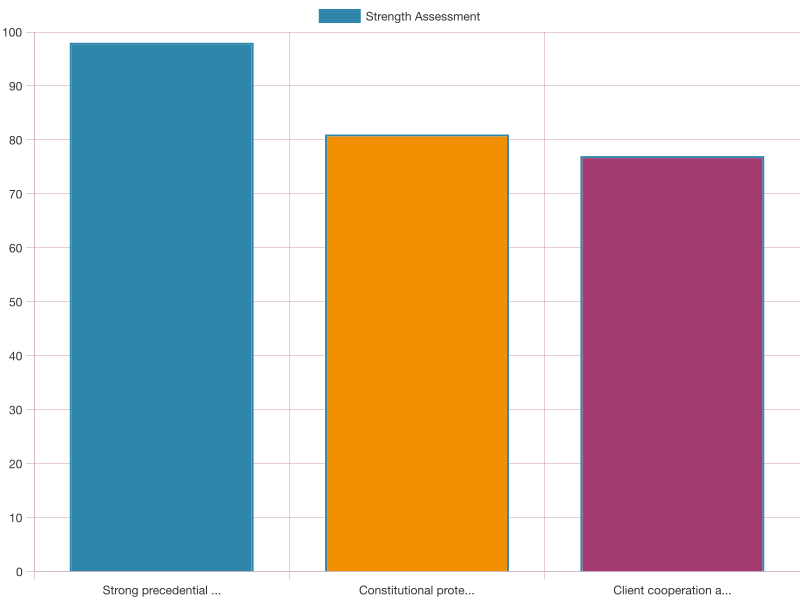 Strength Assessment
100
90
80
70
60
50
40
30
20
10
0
Strong precedential ...
Constitutional prote...
Client cooperation a...